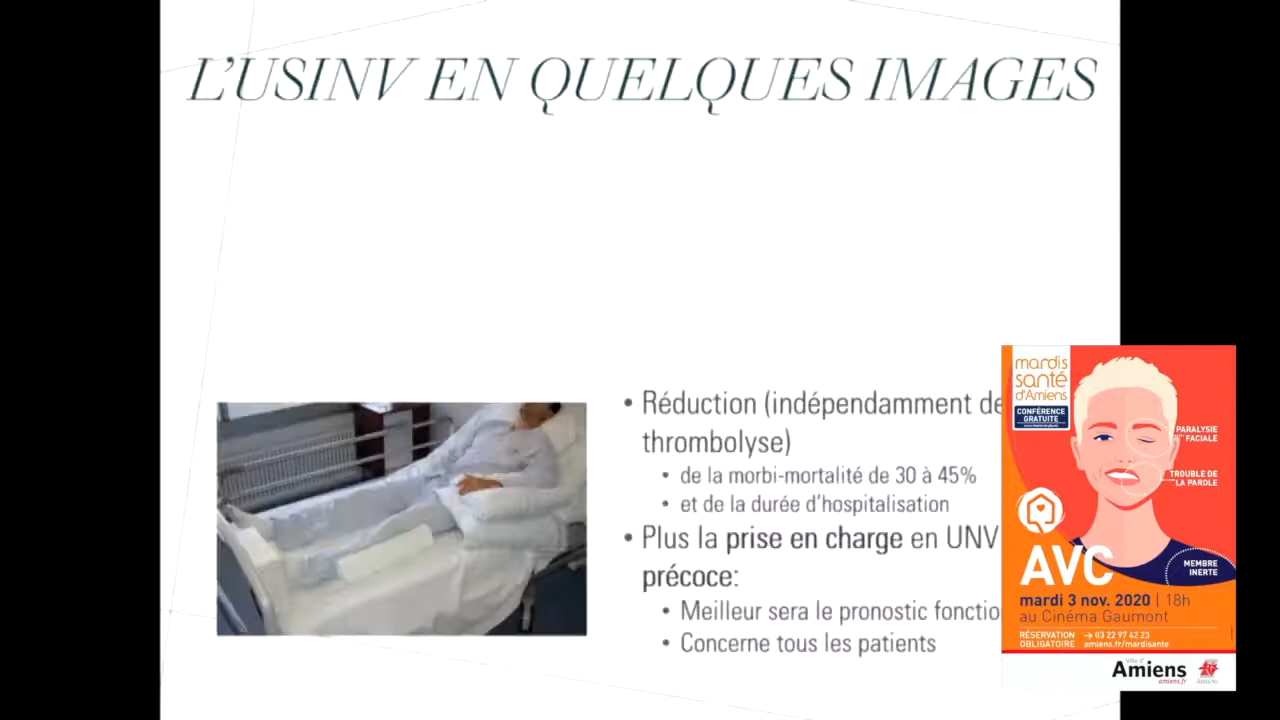 L'USINV EN QUELQUES IMAGES
• Réduction (indépendamment de
thrombolyse)
• de la morbi-mortalité de 30 à 45%
• et de la durée d'hospitalisation
• Plus la prise en charge en UNV
précoce:
• Meilleur sera le pronostic fonctio
• Concerne tous les patients
mardis
santé
d'Amiens
CONFÉRENCE
GRATUITE
PARALYSIE
FACIALE
TROUBLE DE
LA PAROLE
AVC
MEMBRE
INERTE
mardi 3 nov. 2020 | 18h
au Cinéma Gaumont
RÉSERVATION → 03 22 97 42 23
OBLIGATOIRE amiens.fr/mardisante
Ville d'
Amiens
amiens.fr